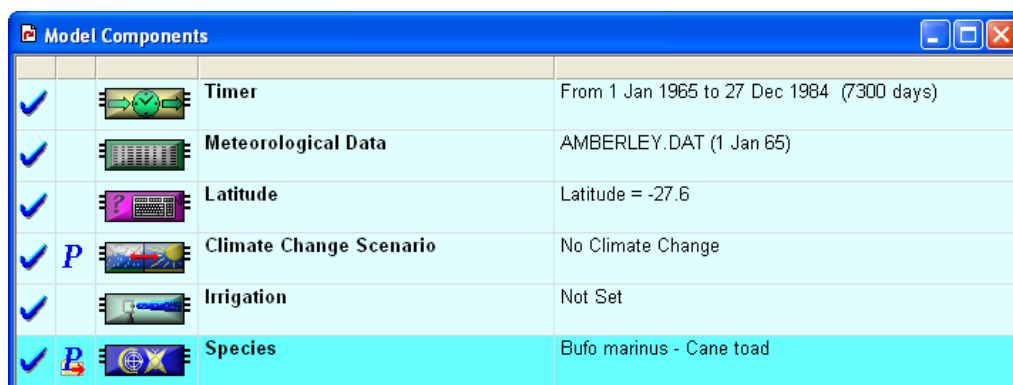 Model Components
Timer From 1 Jan 1965 to 27 Dec 1984 (7300 days)
Meteorological Data AMBERLEY.DAT (1 Jan 65)
? Latitude Latitude = -27.6
P Climate Change Scenario No Climate Change
Irrigation Not Set
P Species Bufo marinus - Cane toad